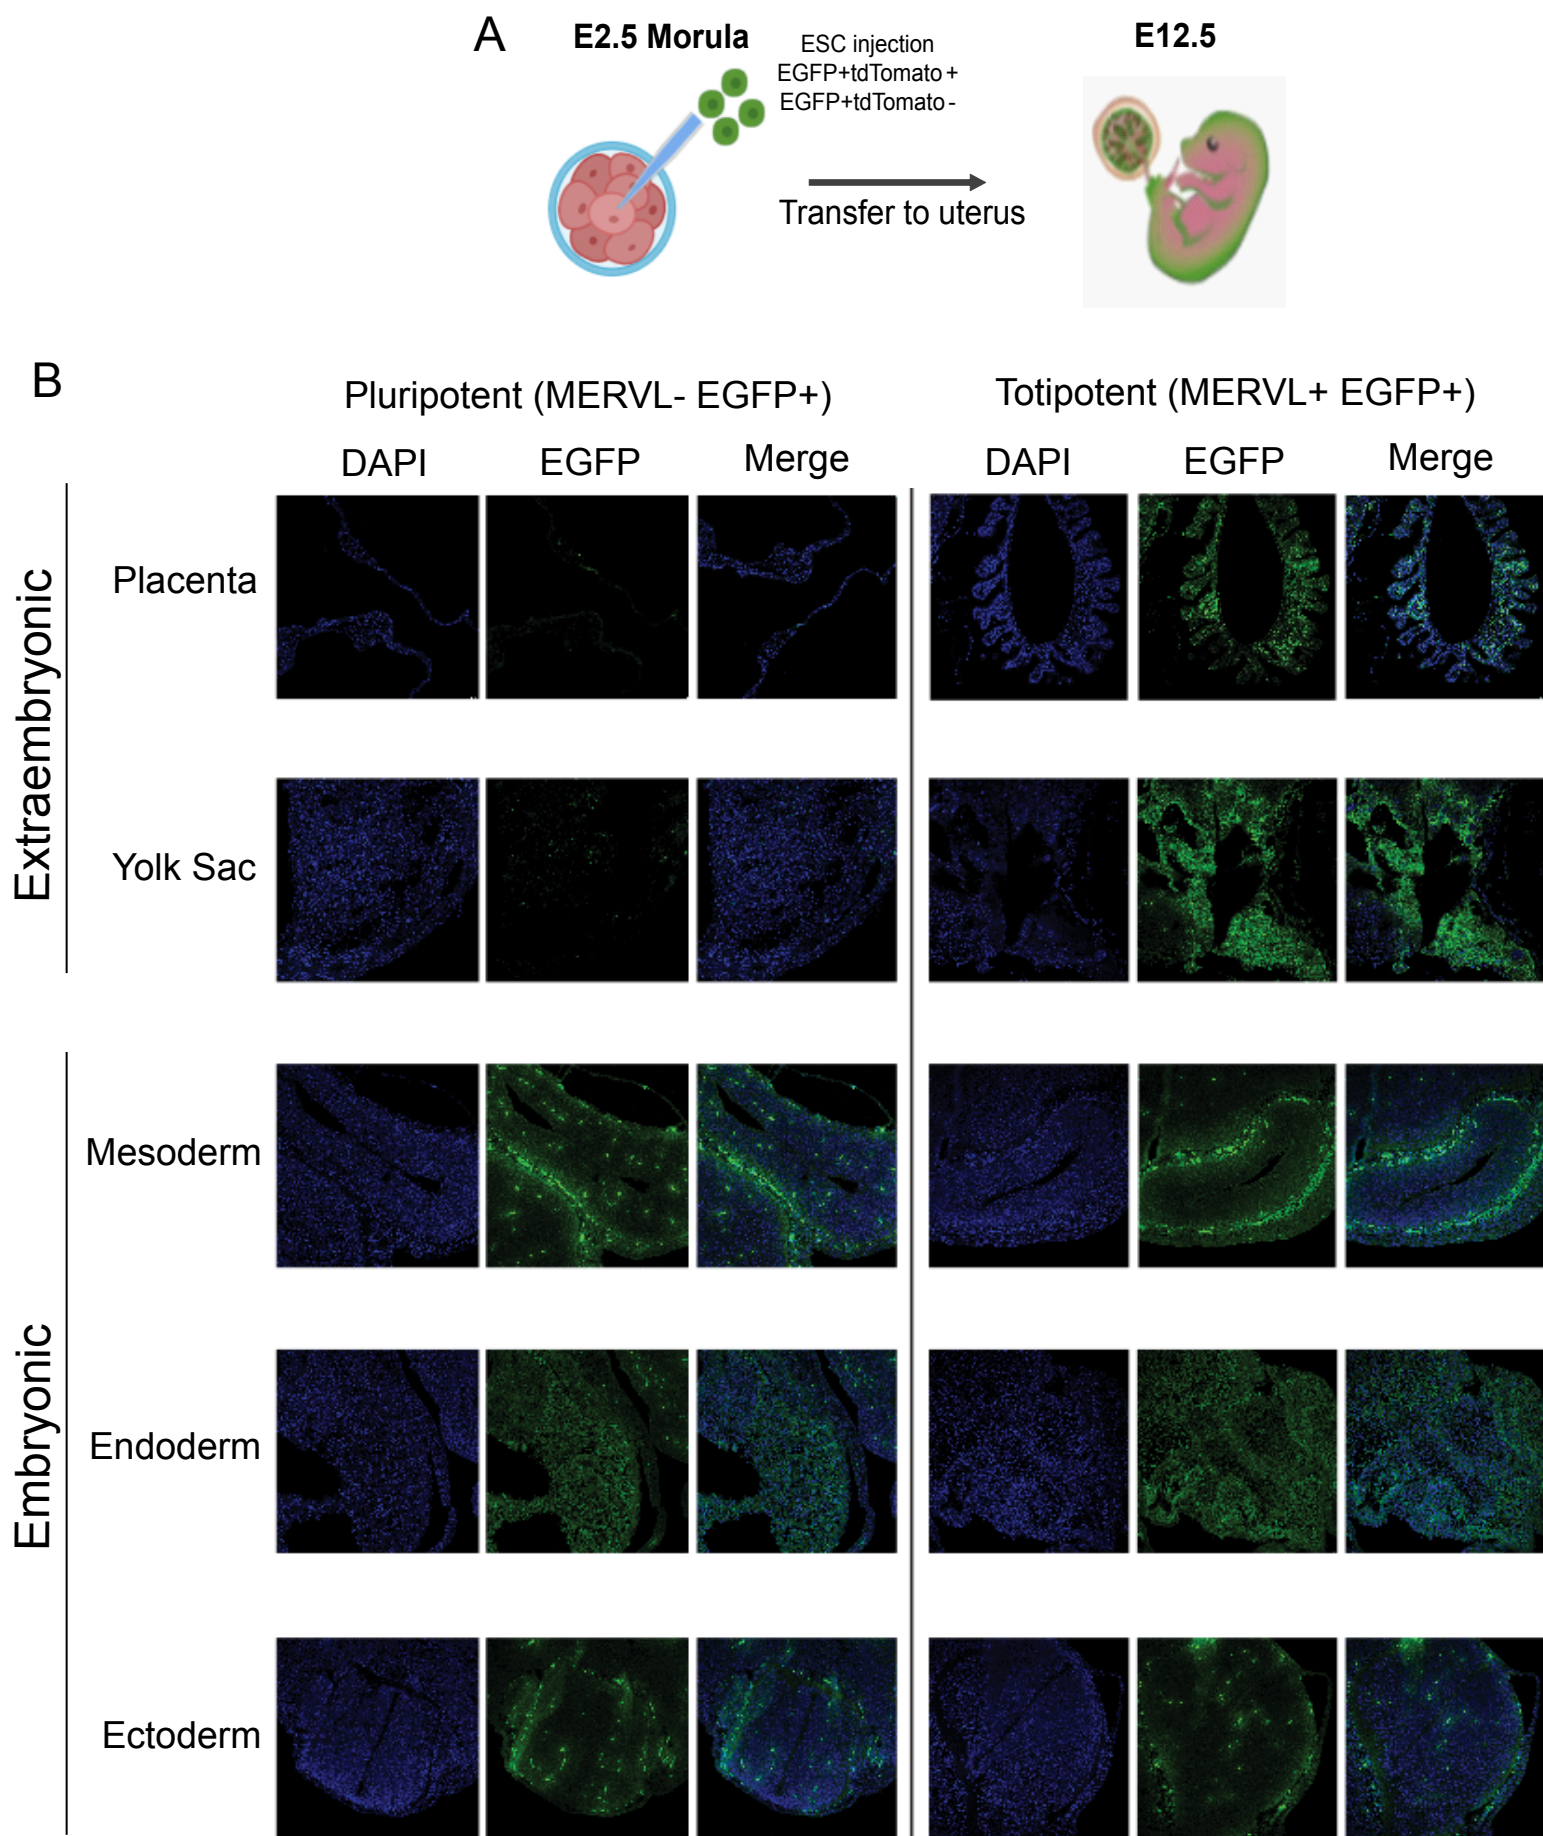 A
E2.5 Morula
ESC injection
EGFP+tdTomato +
EGFP+tdTomato -
E12.5
Transfer to uterus
B
Pluripotent (MERVL- EGFP+)
Totipotent (MERVL+ EGFP+)
DAPI
EGFP
Merge
DAPI
EGFP
Merge
Extraembryonic
Placenta
Yolk Sac
Embryonic
Mesoderm
Endoderm
Ectoderm